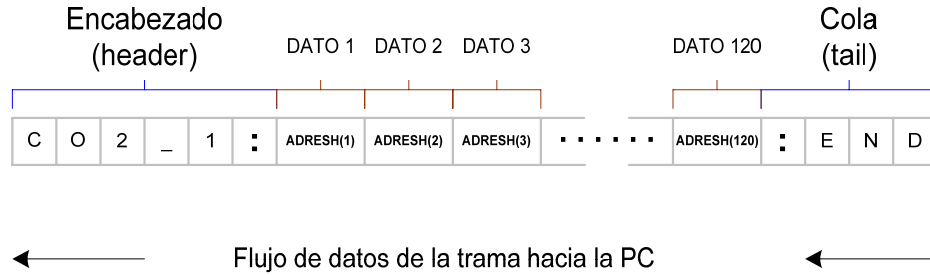 Encabezado
(header)
DATO 1 DATO 2 DATO 3 DATO 120
Cola
(tail)
C O 2 _ 1 : ADRESH(1) ADRESH(2) ADRESH(3) ...... ADRESH(120) : E N D
Flujo de datos de la trama hacia la PC